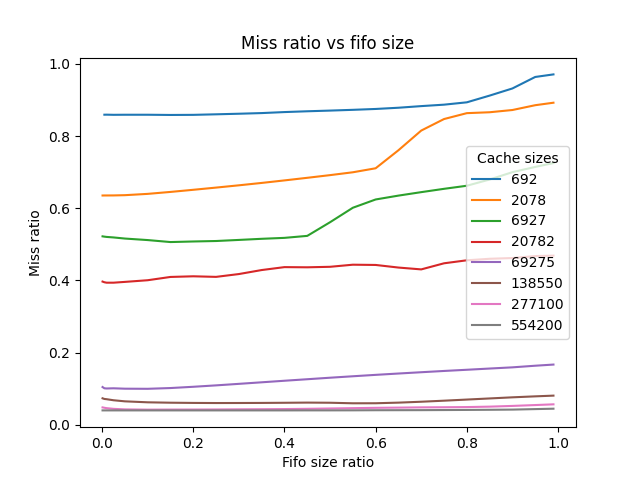 Miss ratio vs fifo size
1.0
0.8
0.6
0.4
0.2
0.0
Miss ratio
Cache sizes
692
2078
6927
20782
69275
138550
277100
554200
0.0 0.2 0.4 0.6 0.8 1.0
Fifo size ratio